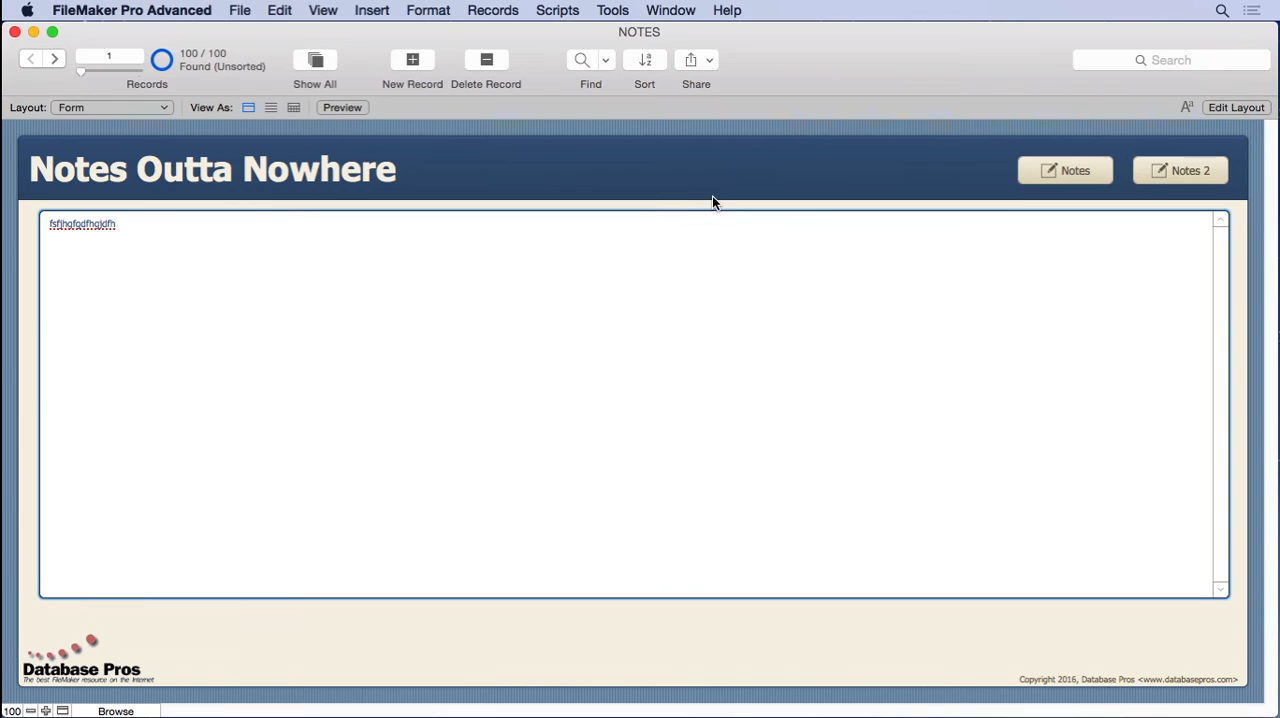 FileMaker Pro Advanced File Edit View Insert Format Records Scripts Tools Window Help
NOTES
1
100 / 100
Found (Unsorted)
Records Show All New Record Delete Record Find Sort Share
Search
Layout: Form View As: Preview Aa Edit Layout
Notes Outta Nowhere Notes Notes 2
Database Pros
The best FileMaker resource on the Internet
Copyright 2016, Database Pros <www.databasepros.com>
100 Browse